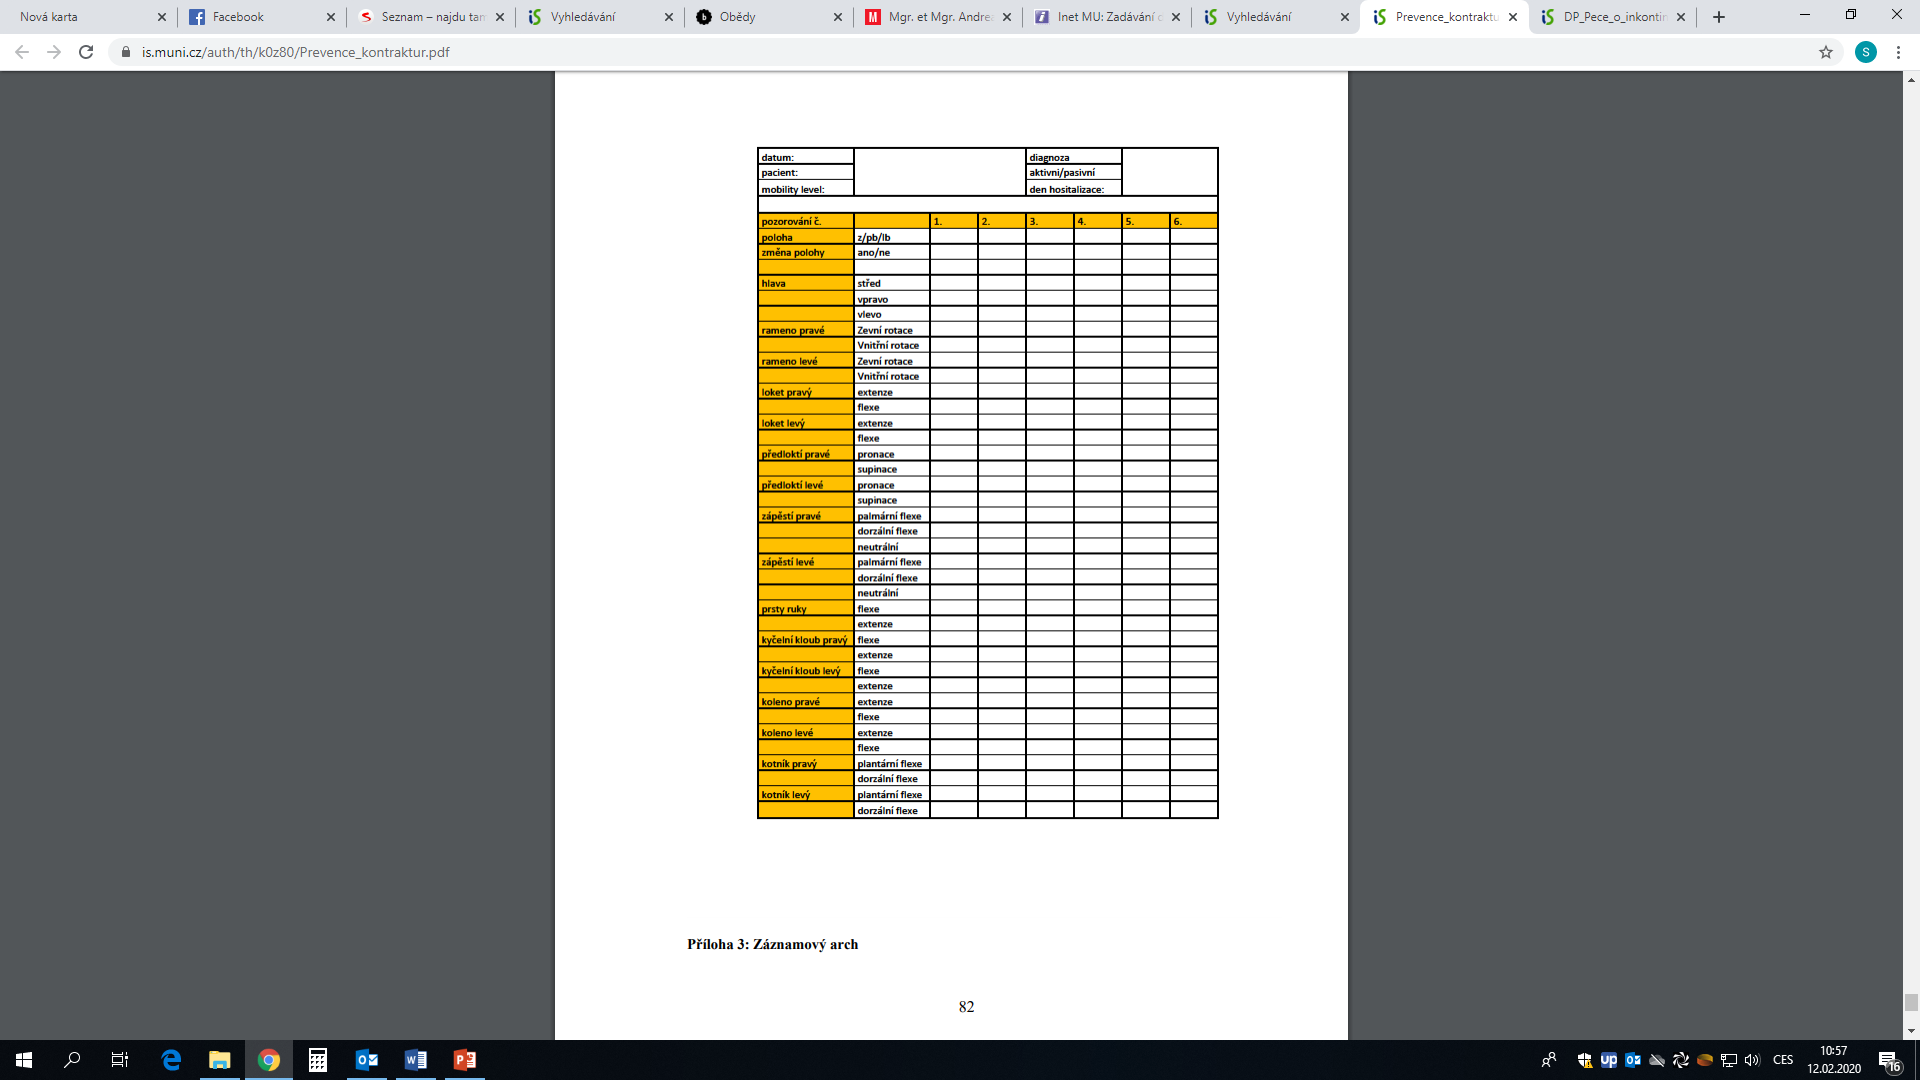 Nová karta
Facebook
Seznam – najdu tam
Vyhledávání
Obědy
Mgr. et Mgr. Andrea
Inet MU: Zadávání
Vyhledávání
Prevence_kontraktu
DP_Pece_o_inkontin
is.muni.cz/auth/th/k0z80/Prevence_kontraktur.pdf
S
datum: diagnoza
pacient: aktivni/pasivní
mobility level: den hositalizace:
pozorování č. 1. 2. 3. 4. 5. 6.
poloha z/pb/lb
změna polohy ano/ne
hlava střed
vpravo
vlevo
rameno pravé Zevní rotace
Vnitřní rotace
rameno levé Zevní rotace
Vnitřní rotace
loket pravý extenze
flexe
loket levý extenze
flexe
předloktí pravé pronace
supinace
předloktí levé pronace
supinace
zápěstí pravé palmární flexe
dorzální flexe
neutrální
zápěstí levé palmární flexe
dorzální flexe
neutrální
prsty ruky flexe
extenze
kyčelní kloub pravý flexe
extenze
kyčelní kloub levý flexe
extenze
koleno pravé extenze
flexe
koleno levé extenze
flexe
kotník pravý plantární flexe
dorzální flexe
kotník levý plantární flexe
dorzální flexe
Příloha 3: Záznamový arch
82
CES
10:57
12.02.2020
16